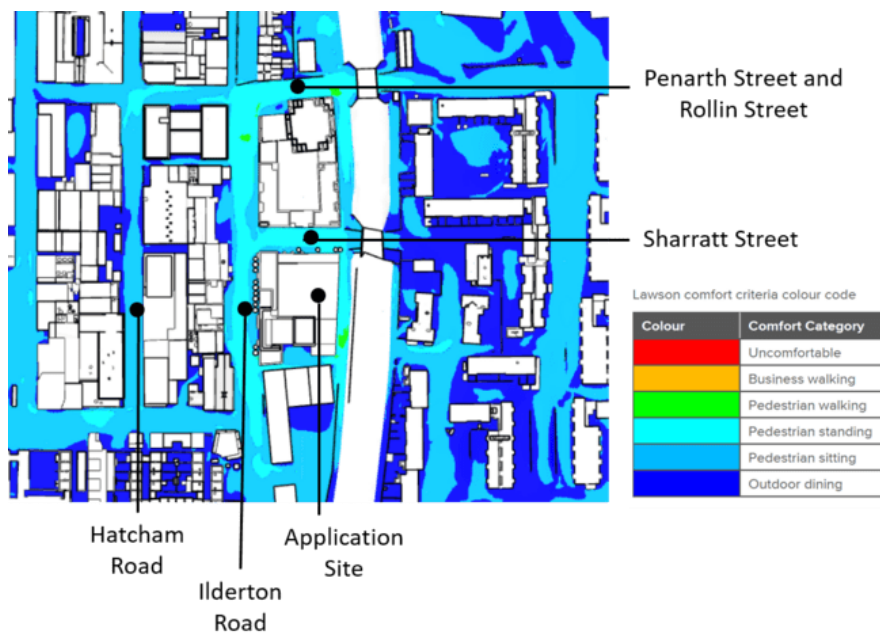 Penarth Street and
Rollin Street
Sharratt Street
Lawson comfort criteria colour code
Colour Comfort Category
Uncomfortable
Business walking
Pedestrian walking
Pedestrian standing
Pedestrian sitting
Outdoor dining
Hatcham
Road
Ilderton
Road
Application
Site